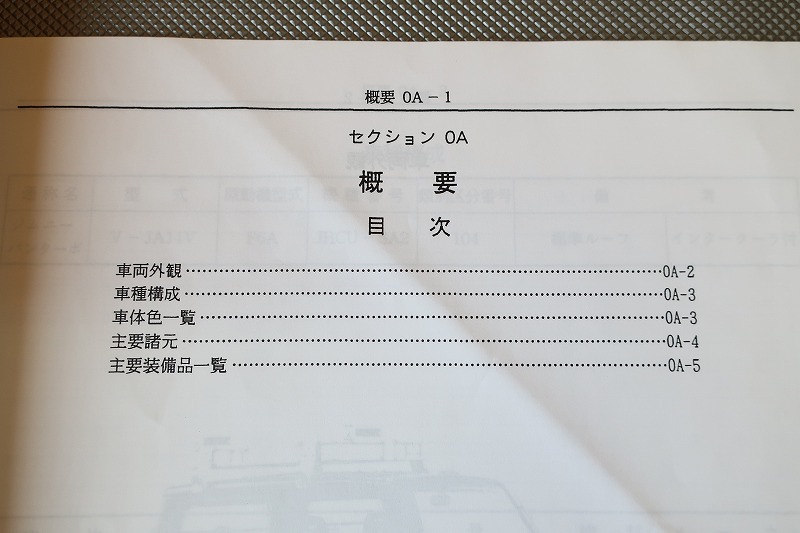 概要 0A－1
セクション 0A
概　要
目　次
車両外観……………………………………………………0A-2
車種構成……………………………………………………0A-3
車体色一覧…………………………………………………0A-3
主要諸元……………………………………………………0A-4
主要装備品一覧……………………………………………0A-5